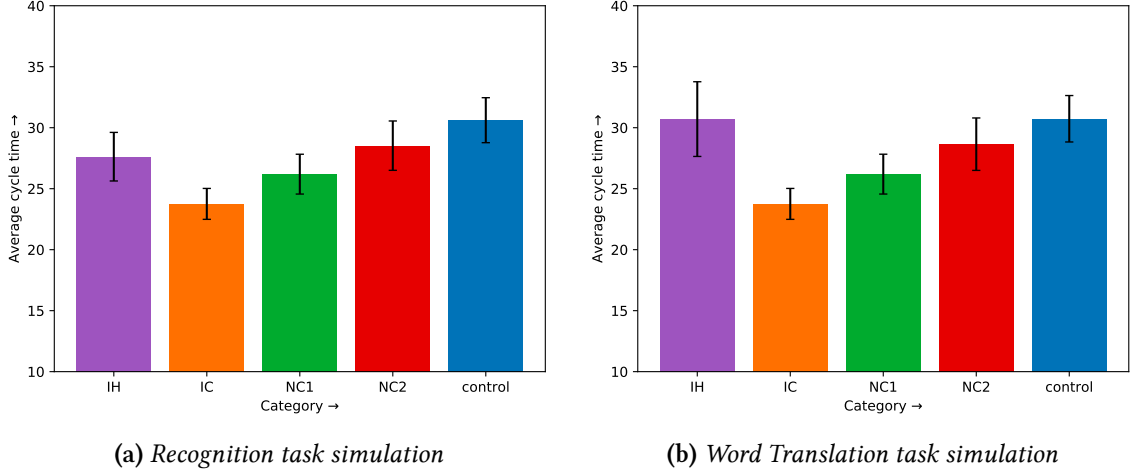 40
35
30
25
20
15
10
Average cycle time →
IH IC NC1 NC2 control
Category →
(a) Recognition task simulation
40
35
30
25
20
15
10
Average cycle time →
IH IC NC1 NC2 control
Category →
(b) Word Translation task simulation